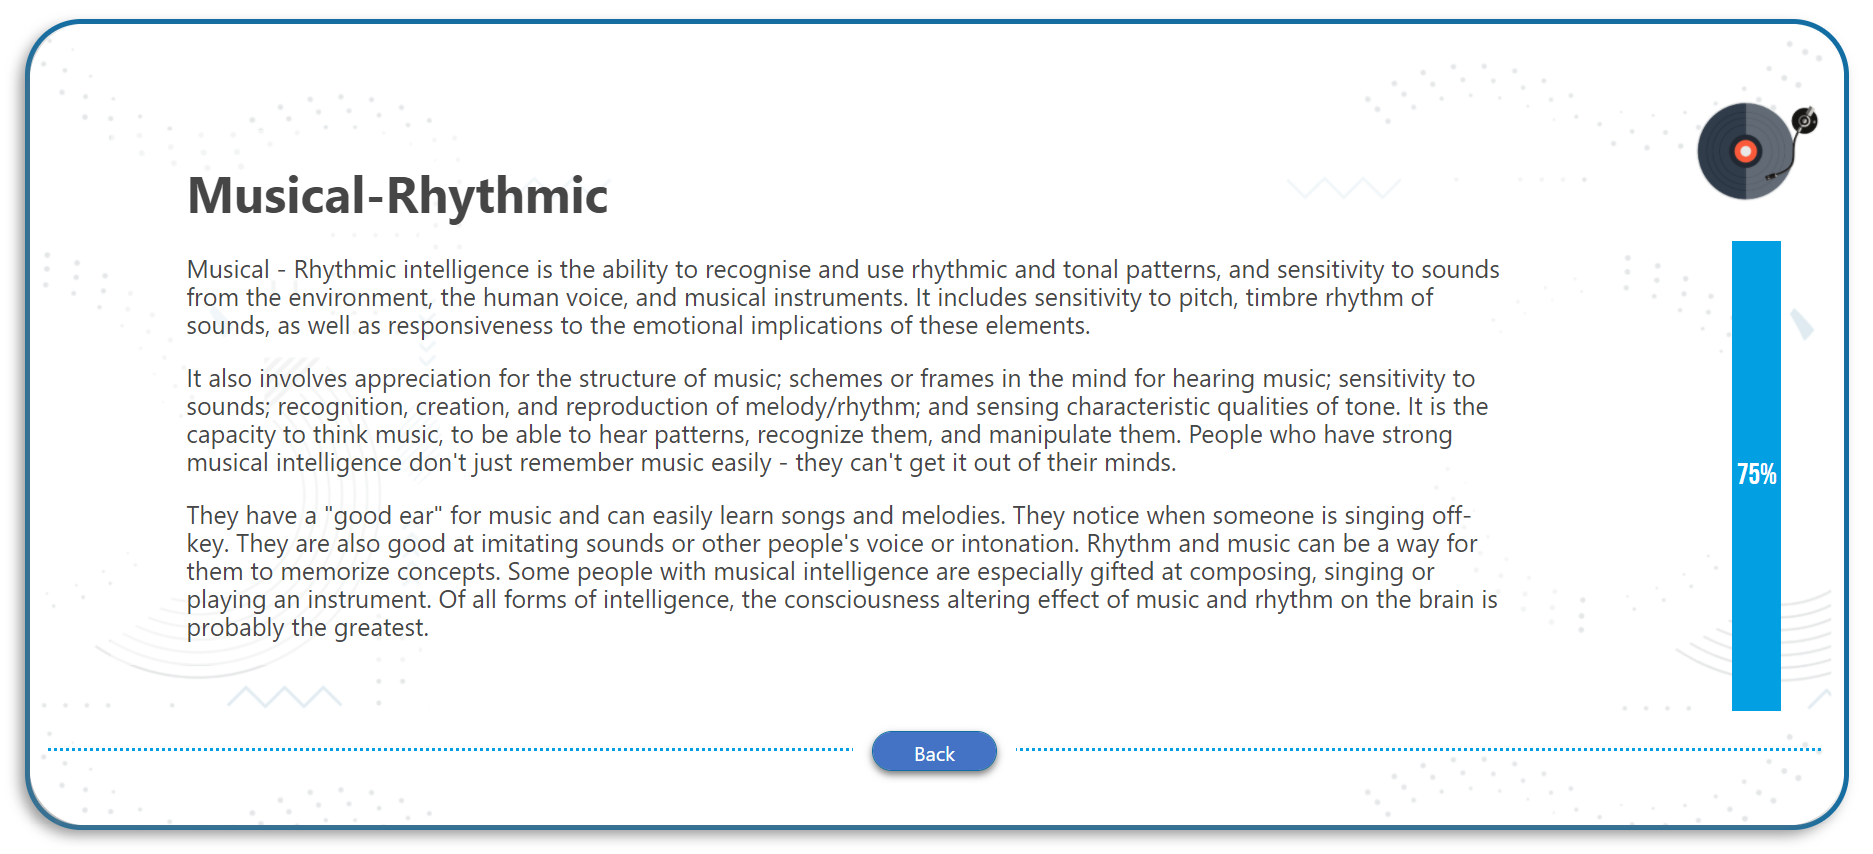 Musical-Rhythmic
Musical - Rhythmic intelligence is the ability to recognise and use rhythmic and tonal patterns, and sensitivity to sounds
from the environment, the human voice, and musical instruments. It includes sensitivity to pitch, timbre rhythm of
sounds, as well as responsiveness to the emotional implications of these elements.
It also involves appreciation for the structure of music; schemes or frames in the mind for hearing music; sensitivity to
sounds; recognition, creation, and reproduction of melody/rhythm; and sensing characteristic qualities of tone. It is the
capacity to think music, to be able to hear patterns, recognize them, and manipulate them. People who have strong
musical intelligence don't just remember music easily - they can't get it out of their minds.
They have a "good ear" for music and can easily learn songs and melodies. They notice when someone is singing off-
key. They are also good at imitating sounds or other people's voice or intonation. Rhythm and music can be a way for
them to memorize concepts. Some people with musical intelligence are especially gifted at composing, singing or
playing an instrument. Of all forms of intelligence, the consciousness altering effect of music and rhythm on the brain is
probably the greatest.
75%
Back